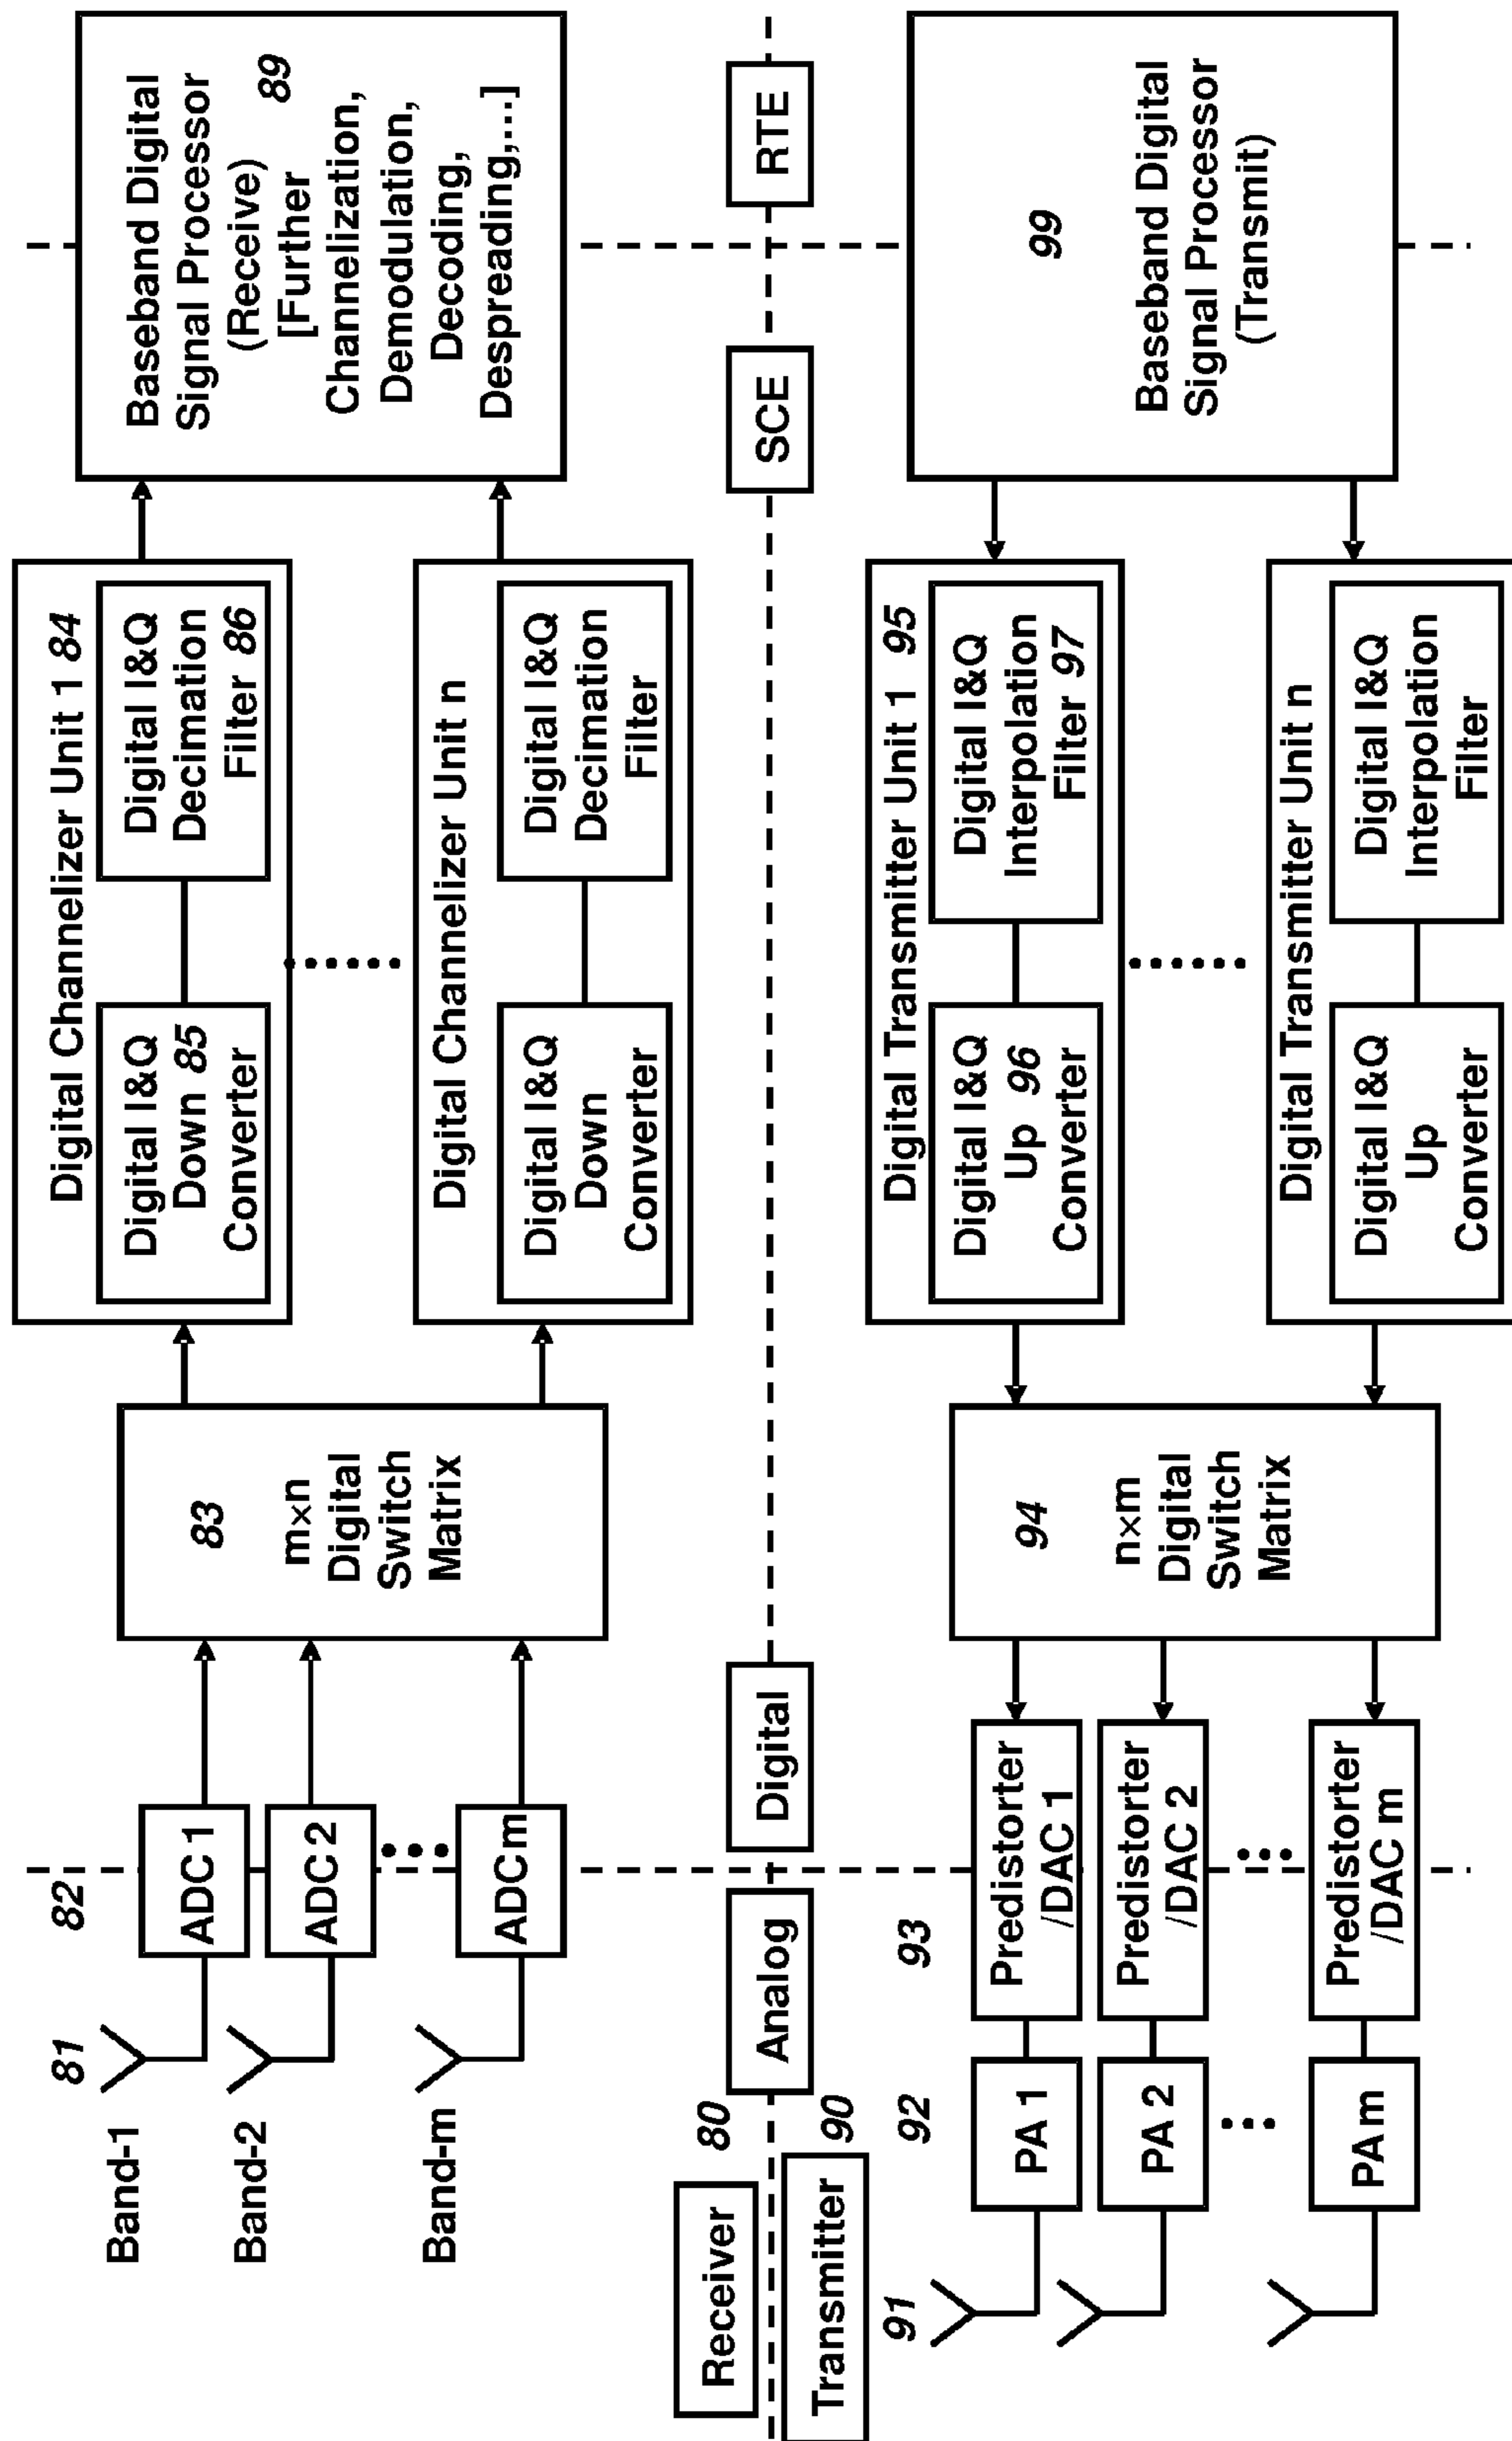 81
82
Band-1
Band-2
Band-m
ADC 1
ADC 2
ADC m
83
m×n
Digital
Switch
Matrix
Digital Channelizer Unit 1 84
Digital I&Q
Down 85
Converter
Digital I&Q
Decimation
Filter 86
Digital Channelizer Unit n
Digital I&Q
Down
Converter
Digital I&Q
Decimation
Filter
Baseband Digital
Signal Processor
(Receive) 89
[Further
Channelization,
Demodulation,
Decoding,
Despreading,...]
Receiver
80
Transmitter
90
Analog
Digital
SCE
RTE
91
92
93
PA 1
PA 2
PA m
Predistorter
/DAC 1
Predistorter
/DAC 2
Predistorter
/DAC m
94
n×m
Digital
Switch
Matrix
Digital Transmitter Unit 1 95
Digital I&Q
Up 96
Converter
Digital I&Q
Interpolation
Filter 97
Digital Transmitter Unit n
Digital I&Q
Up
Converter
Digital I&Q
Interpolation
Filter
99
Baseband Digital
Signal Processor
(Transmit)